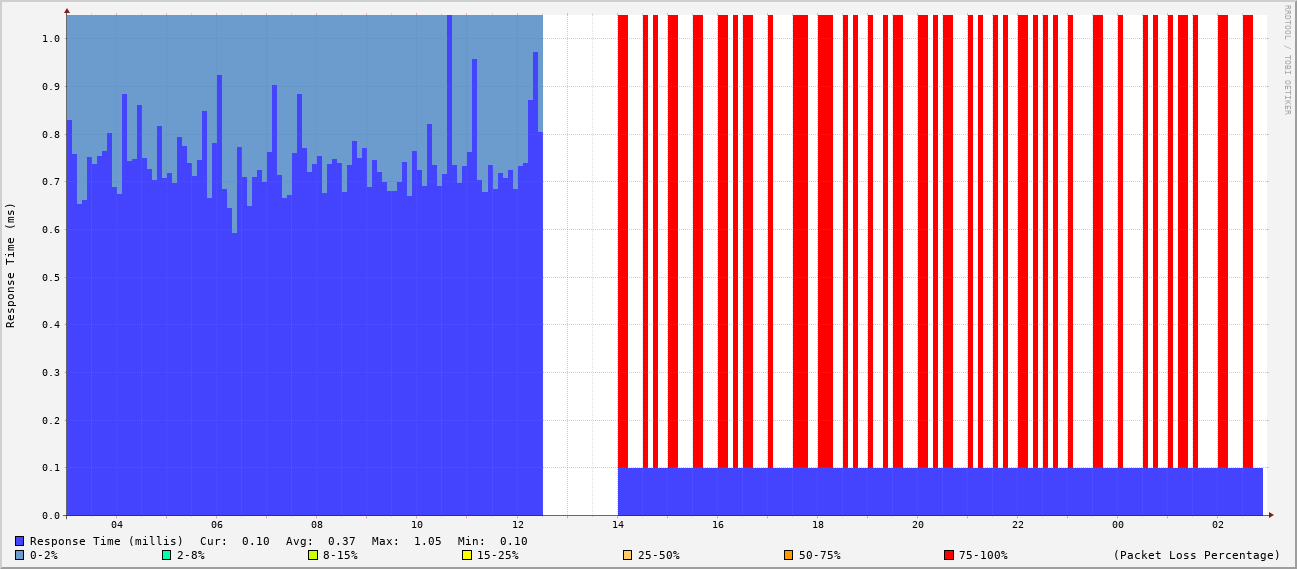 RRDTOOL / TOBI OETIKER
1.0
0.9
0.8
0.7
0.6
0.5
0.4
0.3
0.2
0.1
0.0
Response Time (ms)
04 06 08 10 12 14 16 18 20 22 00 02
Response Time (millis) Cur: 0.10 Avg: 0.37 Max: 1.05 Min: 0.10
0-2% 2-8% 8-15% 15-25% 25-50% 50-75% 75-100% (Packet Loss Percentage)